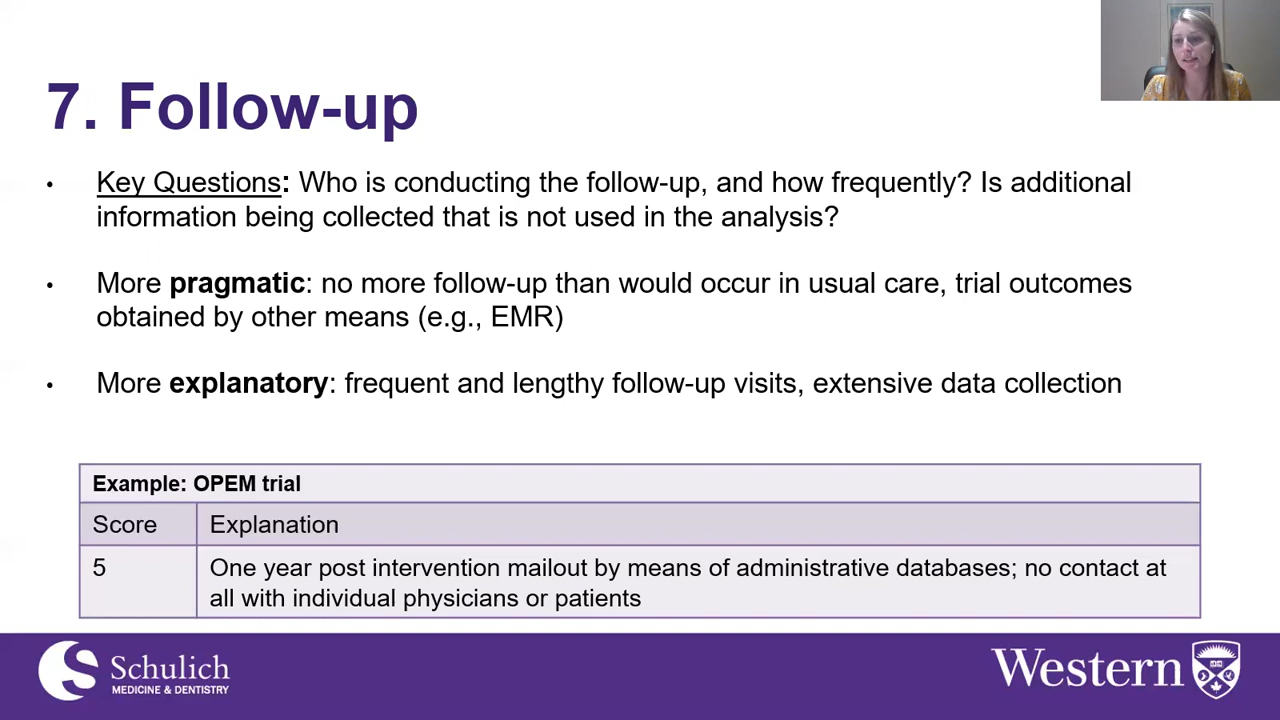 7. Follow-up
• Key Questions: Who is conducting the follow-up, and how frequently? Is additional
information being collected that is not used in the analysis?
• More pragmatic: no more follow-up than would occur in usual care, trial outcomes
obtained by other means (e.g., EMR)
• More explanatory: frequent and lengthy follow-up visits, extensive data collection
Example: OPEM trial
Score Explanation
5 One year post intervention mailout by means of administrative databases; no contact at
all with individual physicians or patients
Schulich
MEDICINE & DENTISTRY
Western